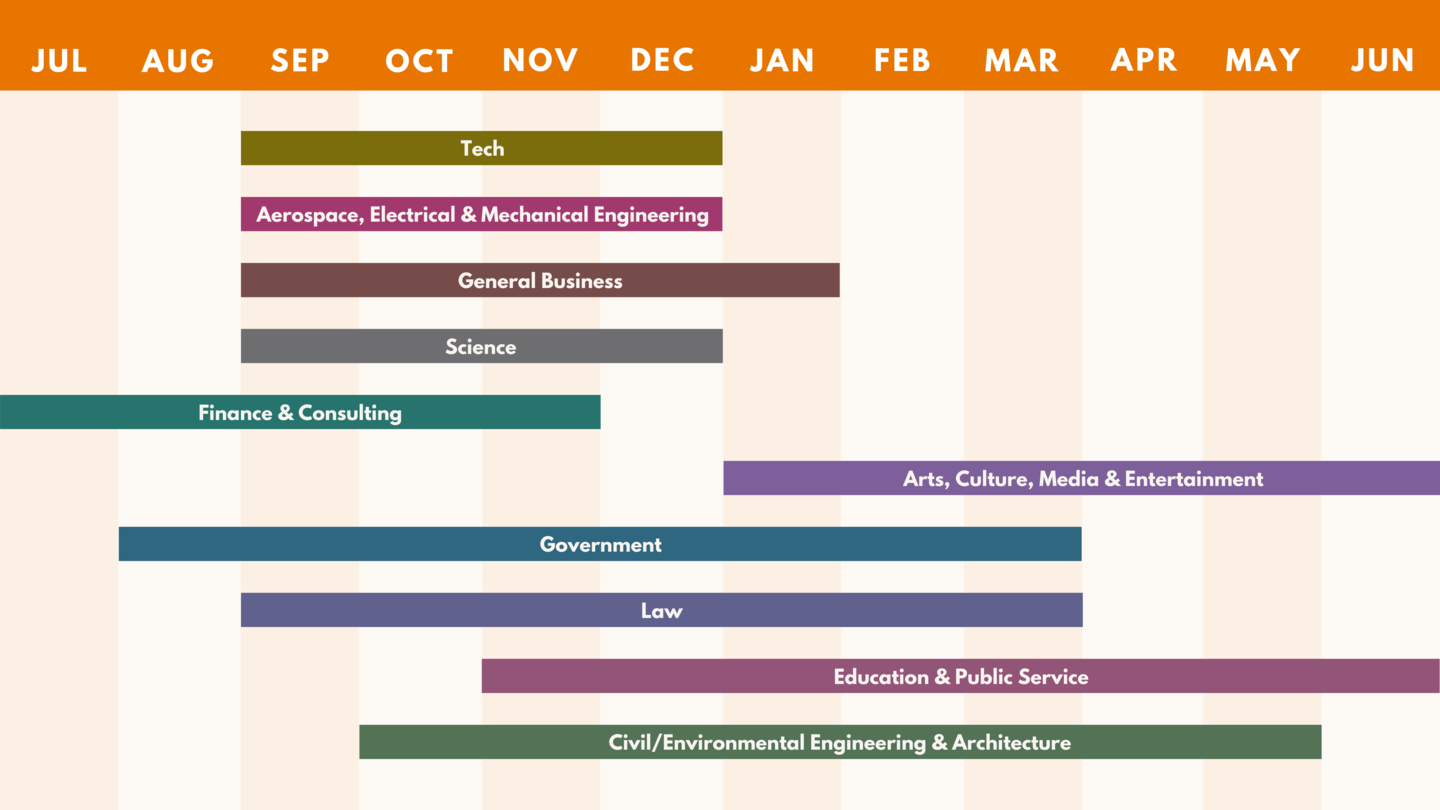 JUL AUG SEP OCT NOV DEC JAN FEB MAR APR MAY JUN
Tech
Aerospace, Electrical & Mechanical Engineering
General Business
Science
Finance & Consulting
Arts, Culture, Media & Entertainment
Government
Law
Education & Public Service
Civil/Environmental Engineering & Architecture